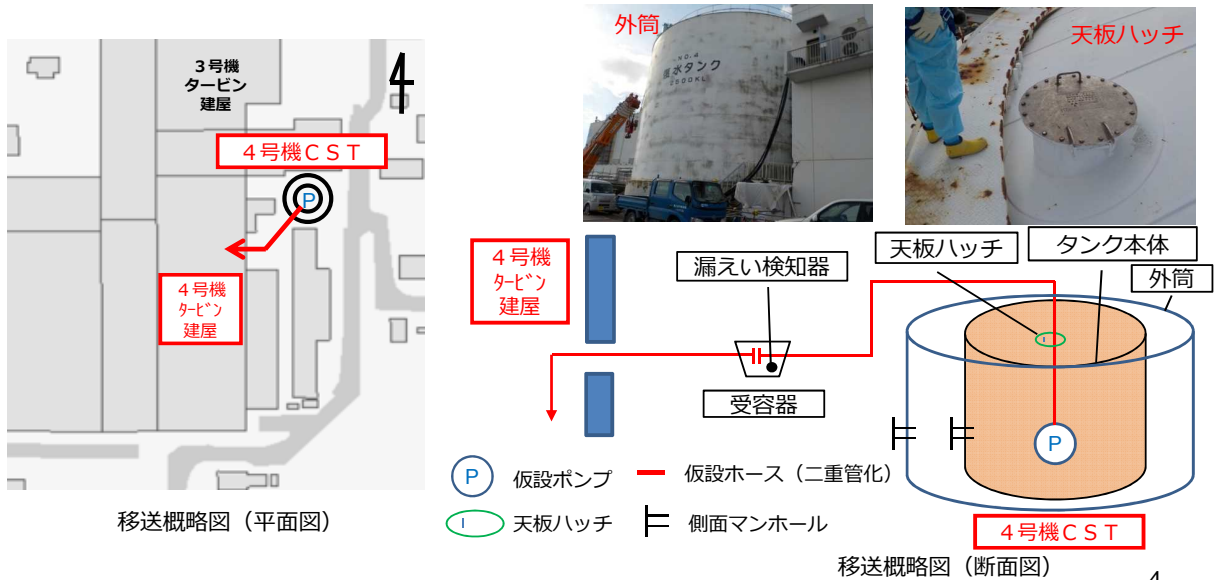 3号機
タービン
建屋
4号機CST
P
4号機
タービン
建屋
移送概略図(平面図)
外筒
NO.4
水タンク
天板ハッチ
4号機
タービン
建屋
漏えい検知器
受容器
天板ハッチ
タンク本体
外筒
P
P
仮設ポンプ
仮設ホース(二重管化)
天板ハッチ
側面マンホール
4号機CST
移送概略図(断面図)